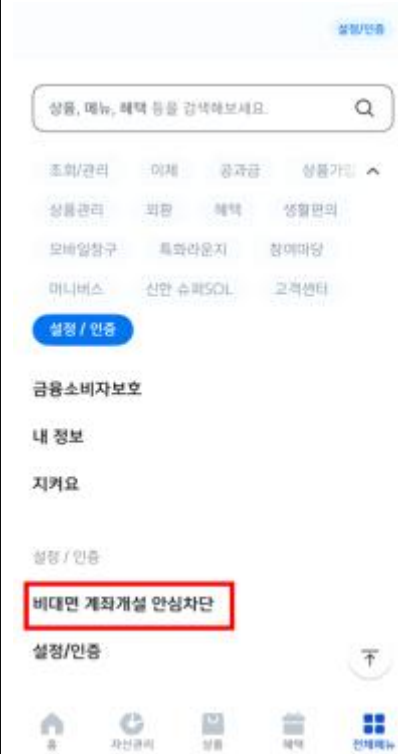 설정/인증
상품, 메뉴, 혜택 등을 검색해보세요.
조회/관리 이체 공과금 상품가입
상품관리 외환 혜택 생활편의
모바일창구 특화라운지 참여마당
머니버스 신한 슈퍼SOL 고객센터
설정 / 인증
금융소비자보호
내 정보
지켜요
설정 / 인증
비대면 계좌개설 안심차단
설정/인증
홈 자산관리 상품 혜택 전체메뉴